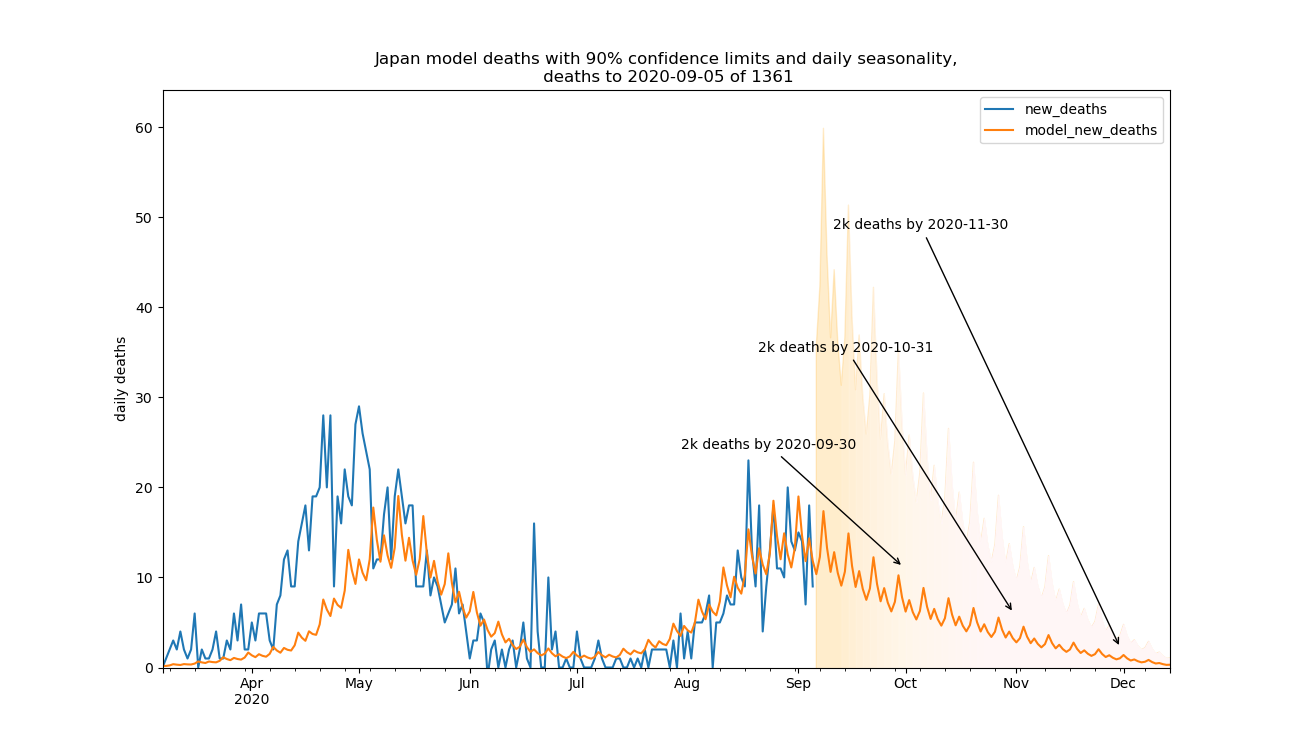 Japan model deaths with 90% confidence limits and daily seasonality,
deaths to 2020-09-05 of 1361
new_deaths
model_new_deaths
daily deaths
60
50
40
30
20
10
0
2k deaths by 2020-11-30
2k deaths by 2020-10-31
2k deaths by 2020-09-30
Apr
2020
May
Jun
Jul
Aug
Sep
Oct
Nov
Dec